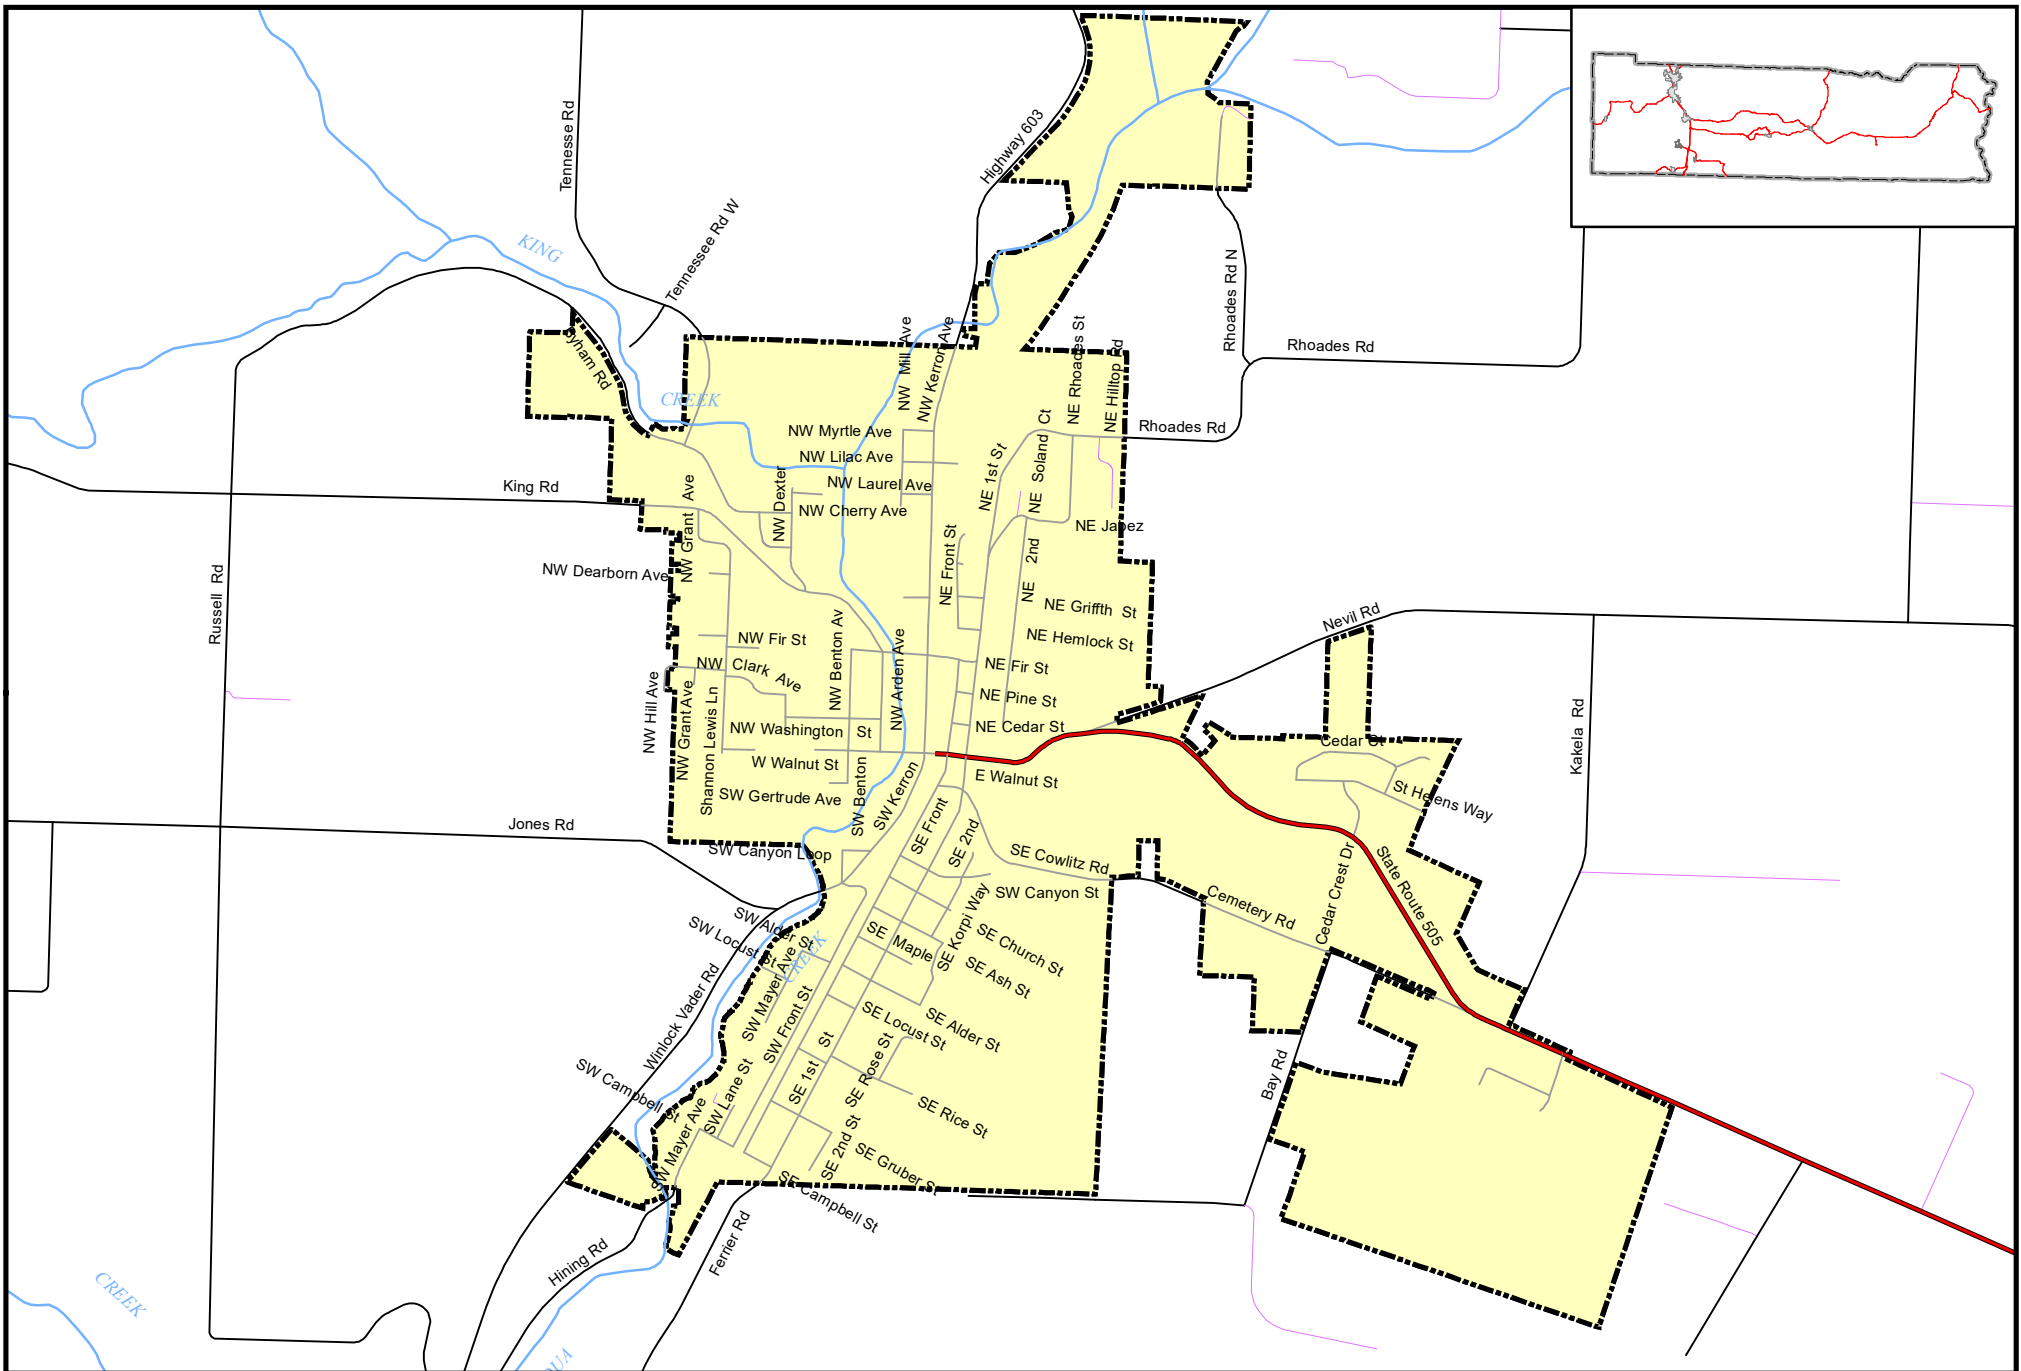 Highway 603
Tennesse Rd
Tennessee Rd W
KING
Rhoades Rd N
Rhoades Rd
NW Mill Ave
NW Kerron Ave
NE Rhoades St
NE Hilltop Rd
CREEK
Rhoades Rd
NW Myrtle Ave
NW Lilac Ave
NW Laurel Ave
NW Cherry Ave
NW Dexter
NE 1st St
NE Soland Ct
King Rd
NW Grant Ave
NE Japez
NE Front St
NE 2nd
NW Dearborn Ave
Russell Rd
NE Griffth St
Nevil Rd
NE Hemlock St
NW Fir St
NW Benton Av
NW Arden Ave
NW Clark Ave
NE Fir St
NE Pine St
NW Hill Ave
NW Grant Ave
Shannon Lewis Ln
NW Washington St
NE Cedar St
Kakela Rd
Cedar Ct
W Walnut St
E Walnut St
St Helens Way
SW Gertrude Ave
SW Benton
SW Kerron
SE Front
SE 2nd
Jones Rd
SW Canyon Loop
SE Cowlitz Rd
SW Canyon St
Cemetery Rd
Cedar Crest Dr
State Route 505
SW Alder St
SW Locust St
CREEK
SE Maple
SE Korpi Way
SE Church St
SE Ash St
SW Mayer Ave
SW Front St
Winlock Vader Rd
SE Locust St
SE Alder St
SE 1st St
SE Rose St
Bay Rd
SW Campbell St
SW Lane St
SW Mayer Ave
SE Rice St
SE 2nd St
SE Gruber St
SE Campbell St
Ferrier Rd
Hining Rd
CREEK